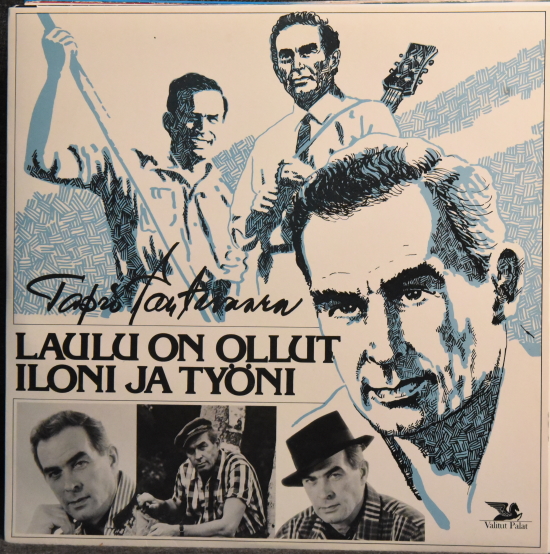 Tapio Rautavaara
LAULU ON OLLUT
ILONI JA TYÖNI
Valitut Palat